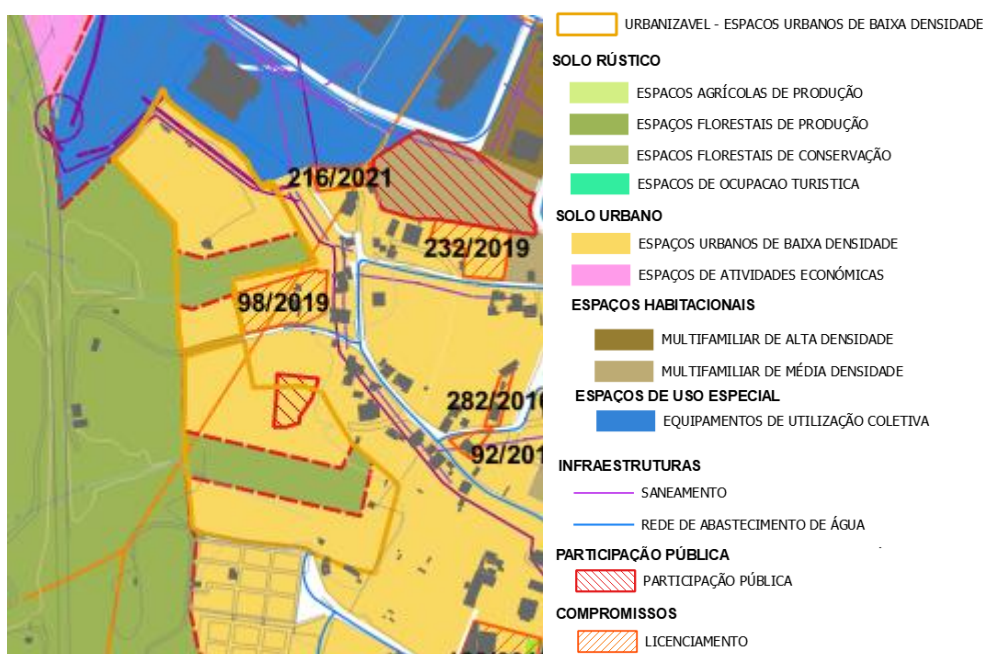 216/2021
232/2019
98/2019
282/2016
92/201
URBANIZAVEL - ESPACOS URBANOS DE BAIXA DENSIDADE
SOLO RÚSTICO
ESPACOS AGRÍCOLAS DE PRODUÇÃO
ESPAÇOS FLORESTAIS DE PRODUÇÃO
ESPACOS FLORESTAIS DE CONSERVAÇÃO
ESPACOS DE OCUPACAO TURISTICA
SOLO URBANO
ESPAÇOS URBANOS DE BAIXA DENSIDADE
ESPAÇOS DE ATIVIDADES ECONÓMICAS
ESPAÇOS HABITACIONAIS
MULTIFAMILIAR DE ALTA DENSIDADE
MULTIFAMILIAR DE MÉDIA DENSIDADE
ESPAÇOS DE USO ESPECIAL
EQUIPAMENTOS DE UTILIZAÇÃO COLETIVA
INFRAESTRUTURAS
SANEAMENTO
REDE DE ABASTECIMENTO DE ÁGUA
PARTICIPAÇÃO PÚBLICA
PARTICIPAÇÃO PÚBLICA
COMPROMISSOS
LICENCIAMENTO